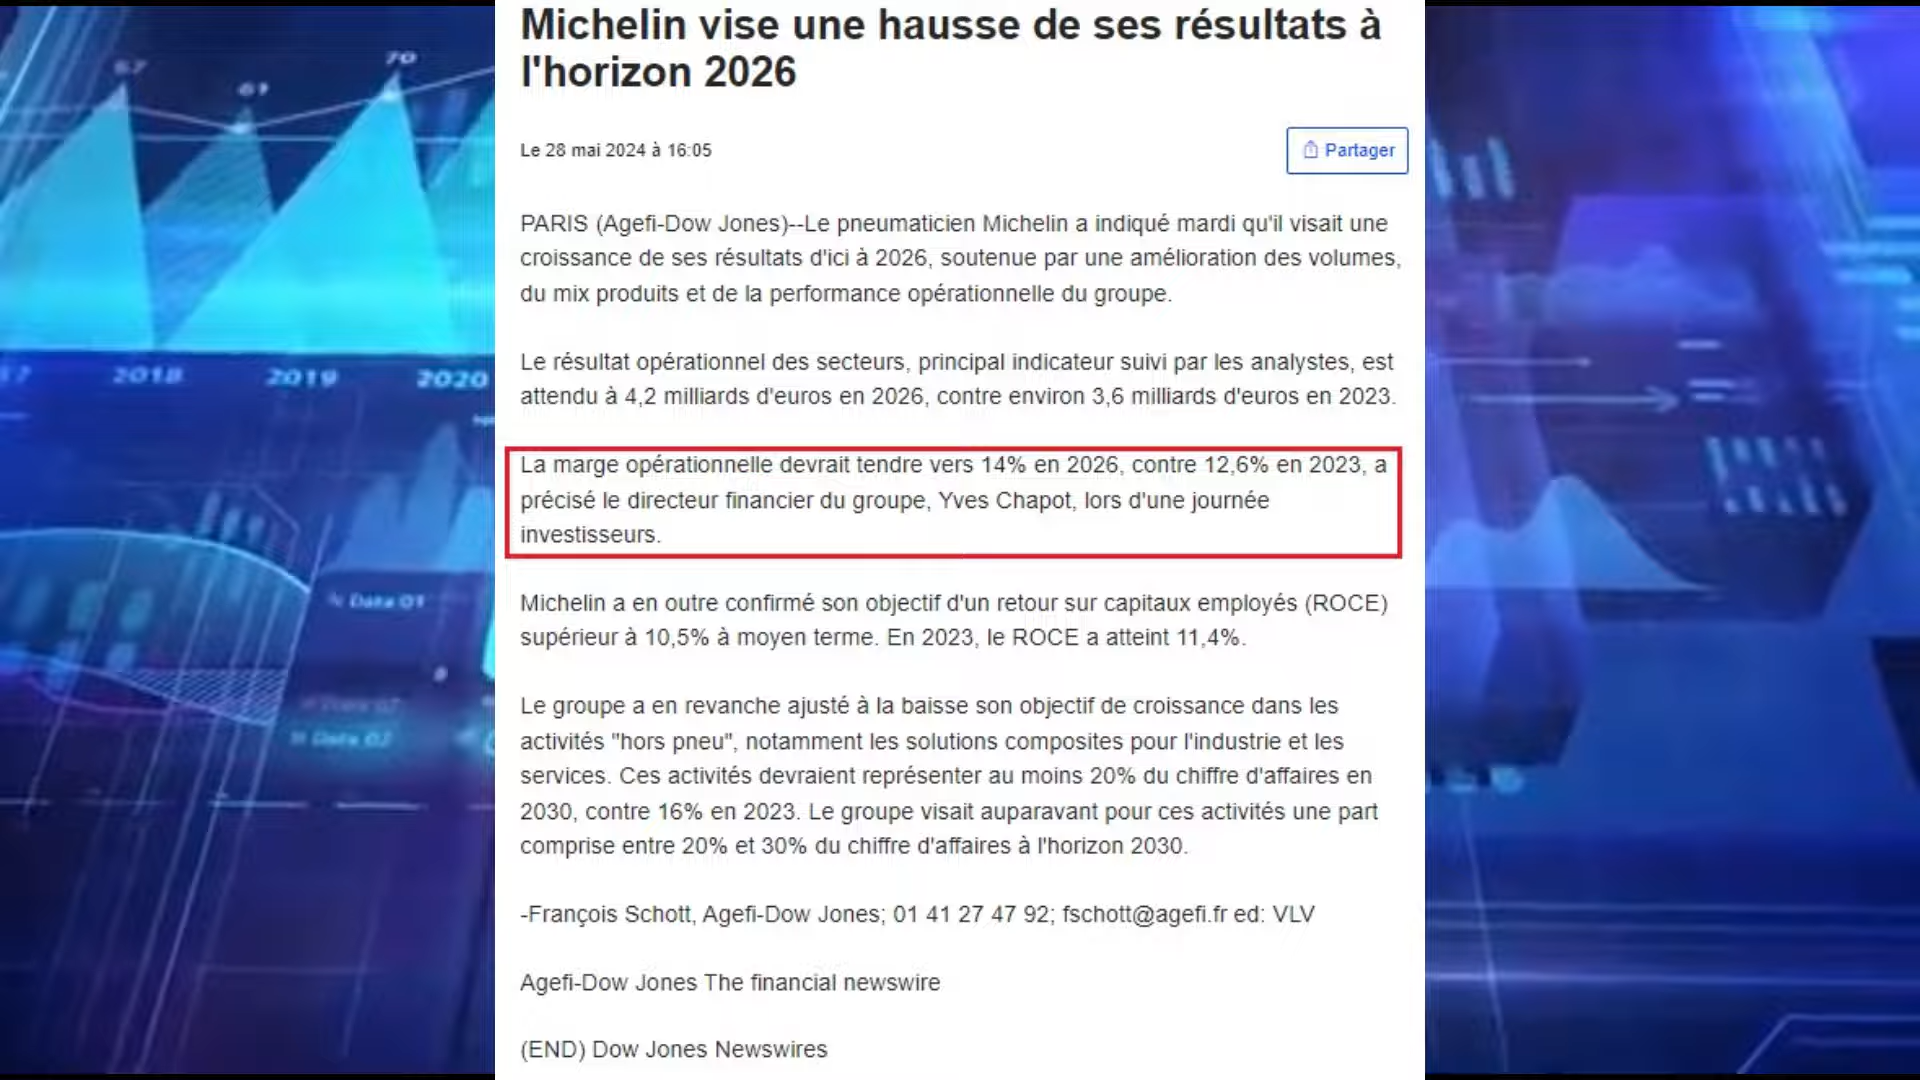 Michelin vise une hausse de ses résultats à
l'horizon 2026
Le 28 mai 2024 à 16:05
Partager
PARIS (Agefi-Dow Jones)--Le pneumaticien Michelin a indiqué mardi qu'il visait une
croissance de ses résultats d'ici à 2026, soutenue par une amélioration des volumes,
du mix produits et de la performance opérationnelle du groupe.
Le résultat opérationnel des secteurs, principal indicateur suivi par les analystes, est
attendu à 4,2 milliards d'euros en 2026, contre environ 3,6 milliards d'euros en 2023.
La marge opérationnelle devrait tendre vers 14% en 2026, contre 12,6% en 2023, a
précisé le directeur financier du groupe, Yves Chapot, lors d'une journée
investisseurs.
Michelin a en outre confirmé son objectif d'un retour sur capitaux employés (ROCE)
supérieur à 10,5% à moyen terme. En 2023, le ROCE a atteint 11,4%.
Le groupe a en revanche ajusté à la baisse son objectif de croissance dans les
activités "hors pneu", notamment les solutions composites pour l'industrie et les
services. Ces activités devraient représenter au moins 20% du chiffre d'affaires en
2030, contre 16% en 2023. Le groupe visait auparavant pour ces activités une part
comprise entre 20% et 30% du chiffre d'affaires à l'horizon 2030.
-François Schott, Agefi-Dow Jones; 01 41 27 47 92; fschott@agefi.fr ed: VLV
Agefi-Dow Jones The financial newswire
(END) Dow Jones Newswires
67
61
70
2018
2019
2020
Data 01
Data 02